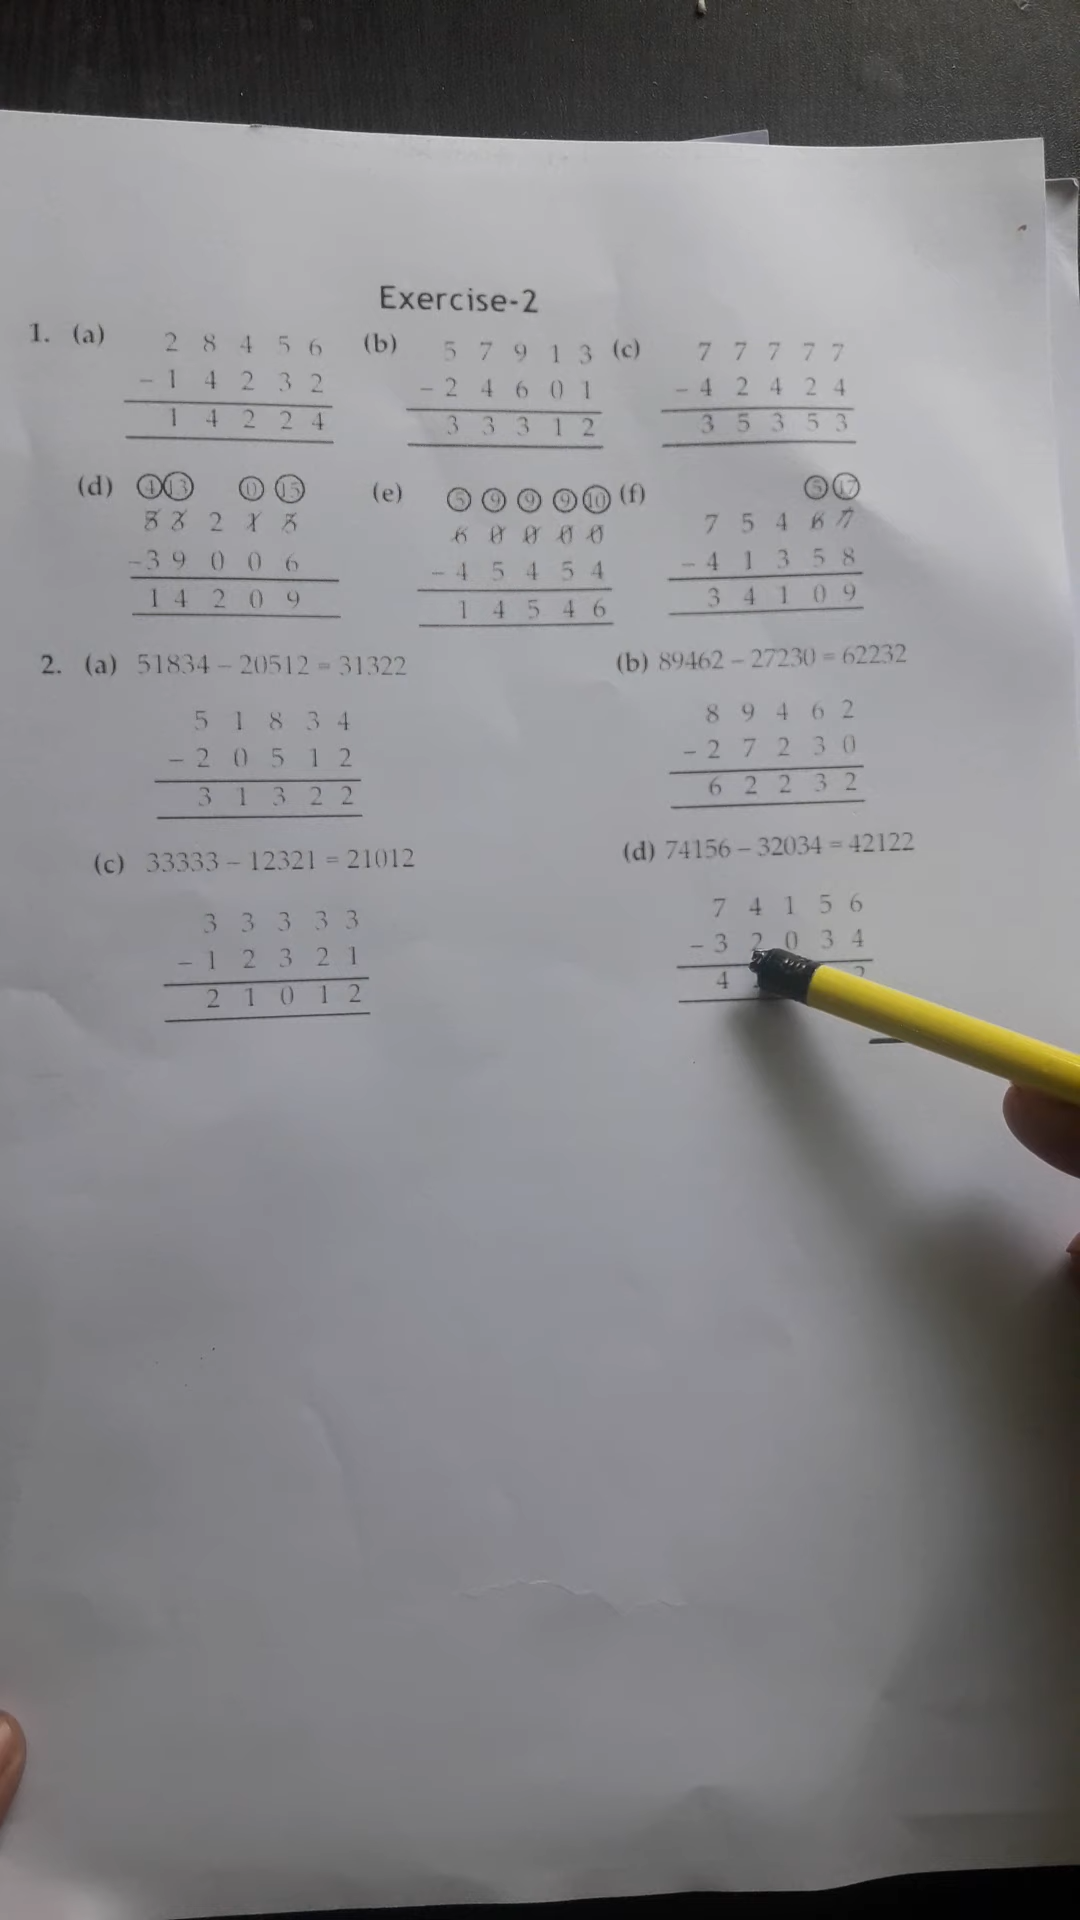 Exercise-2
1. (a) 2 8 4 5 6 (b) 5 7 9 1 3 (c) 7 7 7 7 7
– 1 4 2 3 2 – 2 4 6 0 1 – 4 2 4 2 4
1 4 2 2 4 3 3 3 1 2 3 5 3 5 3
(d) 4 13 0 15 (e) 5 9 9 9 10 (f) 5 17
5 3 2 1 5 6 0 0 0 0 7 5 4 6 7
–3 9 0 0 6 – 4 5 4 5 4 – 4 1 3 5 8
1 4 2 0 9 1 4 5 4 6 3 4 1 0 9
2. (a) 51834 – 20512 = 31322 (b) 89462 – 27230 = 62232
5 1 8 3 4 8 9 4 6 2
– 2 0 5 1 2 – 2 7 2 3 0
3 1 3 2 2 6 2 2 3 2
(c) 33333 – 12321 = 21012 (d) 74156 – 32034 = 42122
3 3 3 3 3 7 4 1 5 6
– 1 2 3 2 1 – 3 2 0 3 4
2 1 0 1 2 4 2